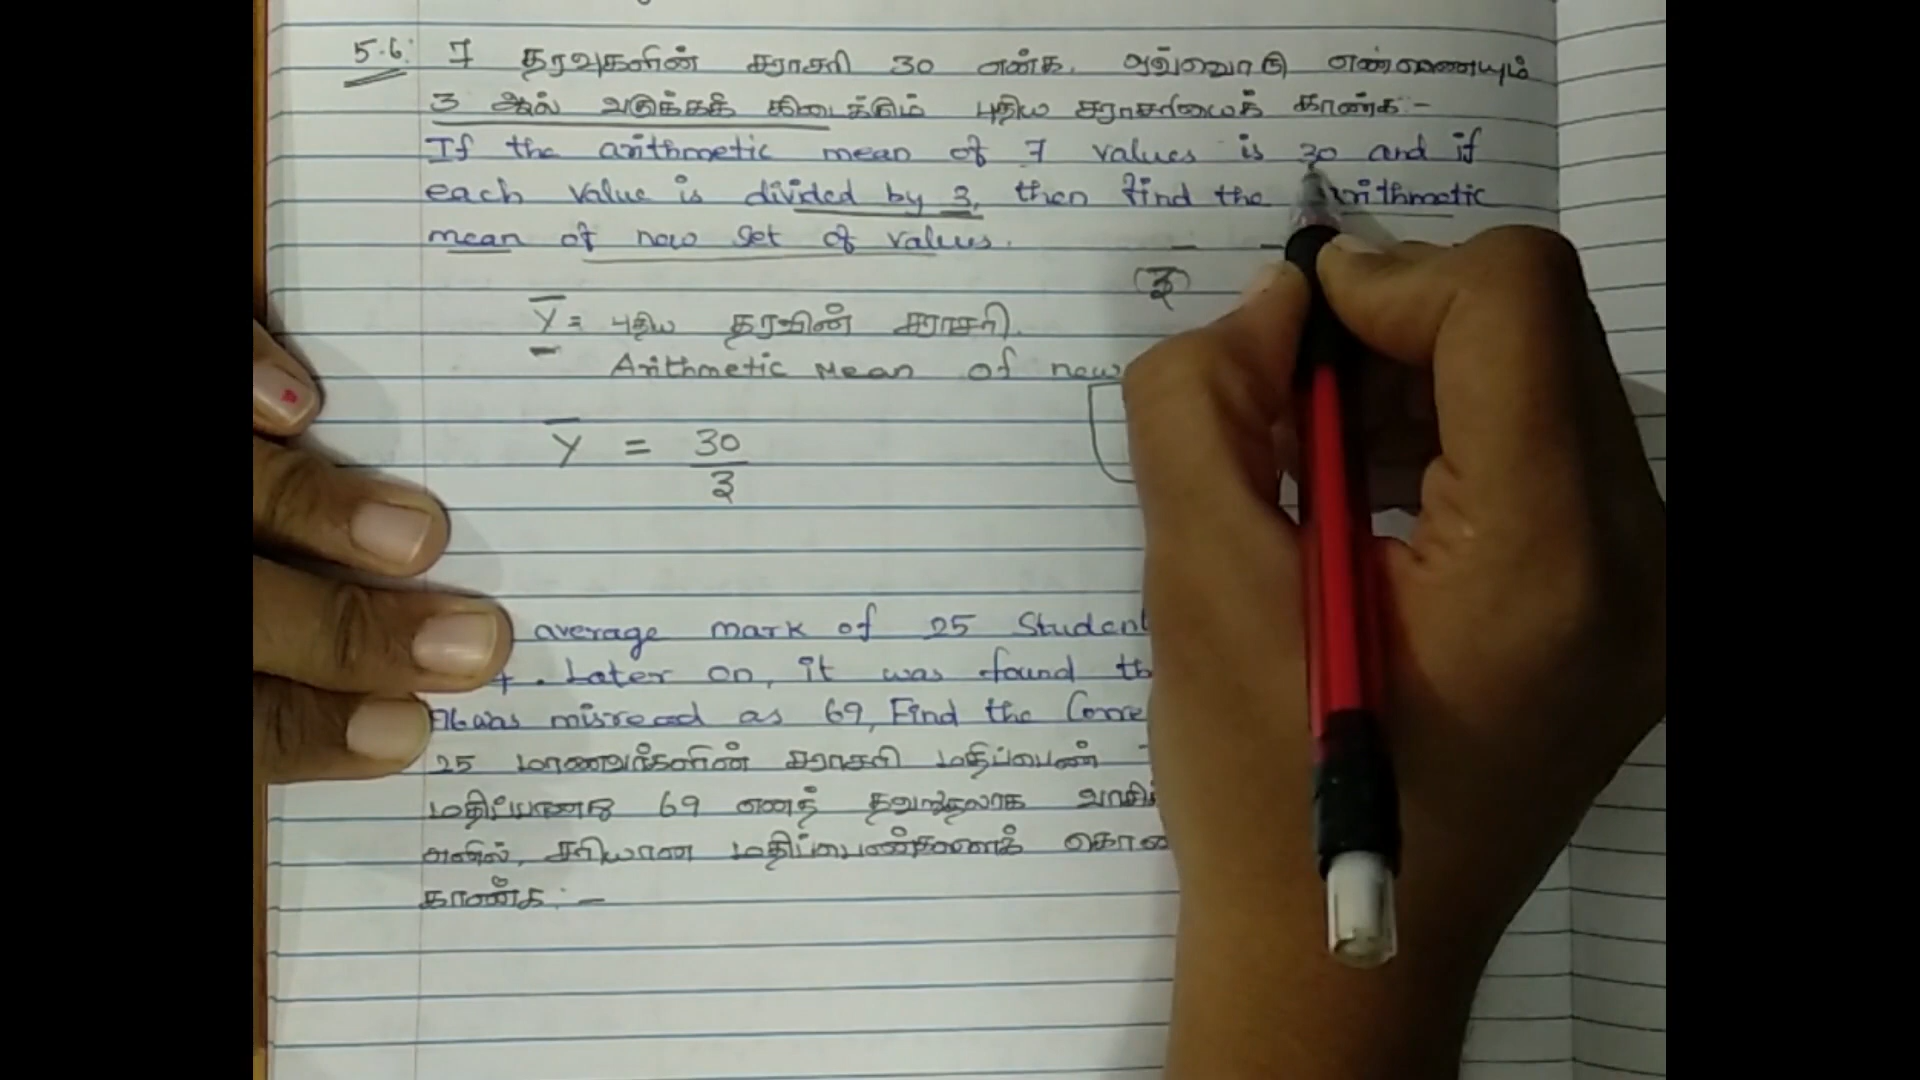 5.6: 7 தரவுகளின் சராசரி 30 என்க. ஒவ்வொரு எண்ணையும்
3 ஆல் வகுக்கக் கிடைக்கும் புதிய சராசரியைக் காண்க:-
If the arithmetic mean of 7 values is 30 and if
each value is divided by 3, then find the arithmetic
mean of new set of values.
(3)
Y̅ = புதிய தரவின் சராசரி.
Arithmetic Mean of new
Y̅ = 30/3
average mark of 25 Student
. Later on, it was found th
was misread as 69, Find the Corre
25 மாணவர்களின் சராசரி மதிப்பெண்
69 எனத் தவறுதலாக வாசி
எனில், சரியான மதிப்பெண்களைக் கொ
காண்க:-